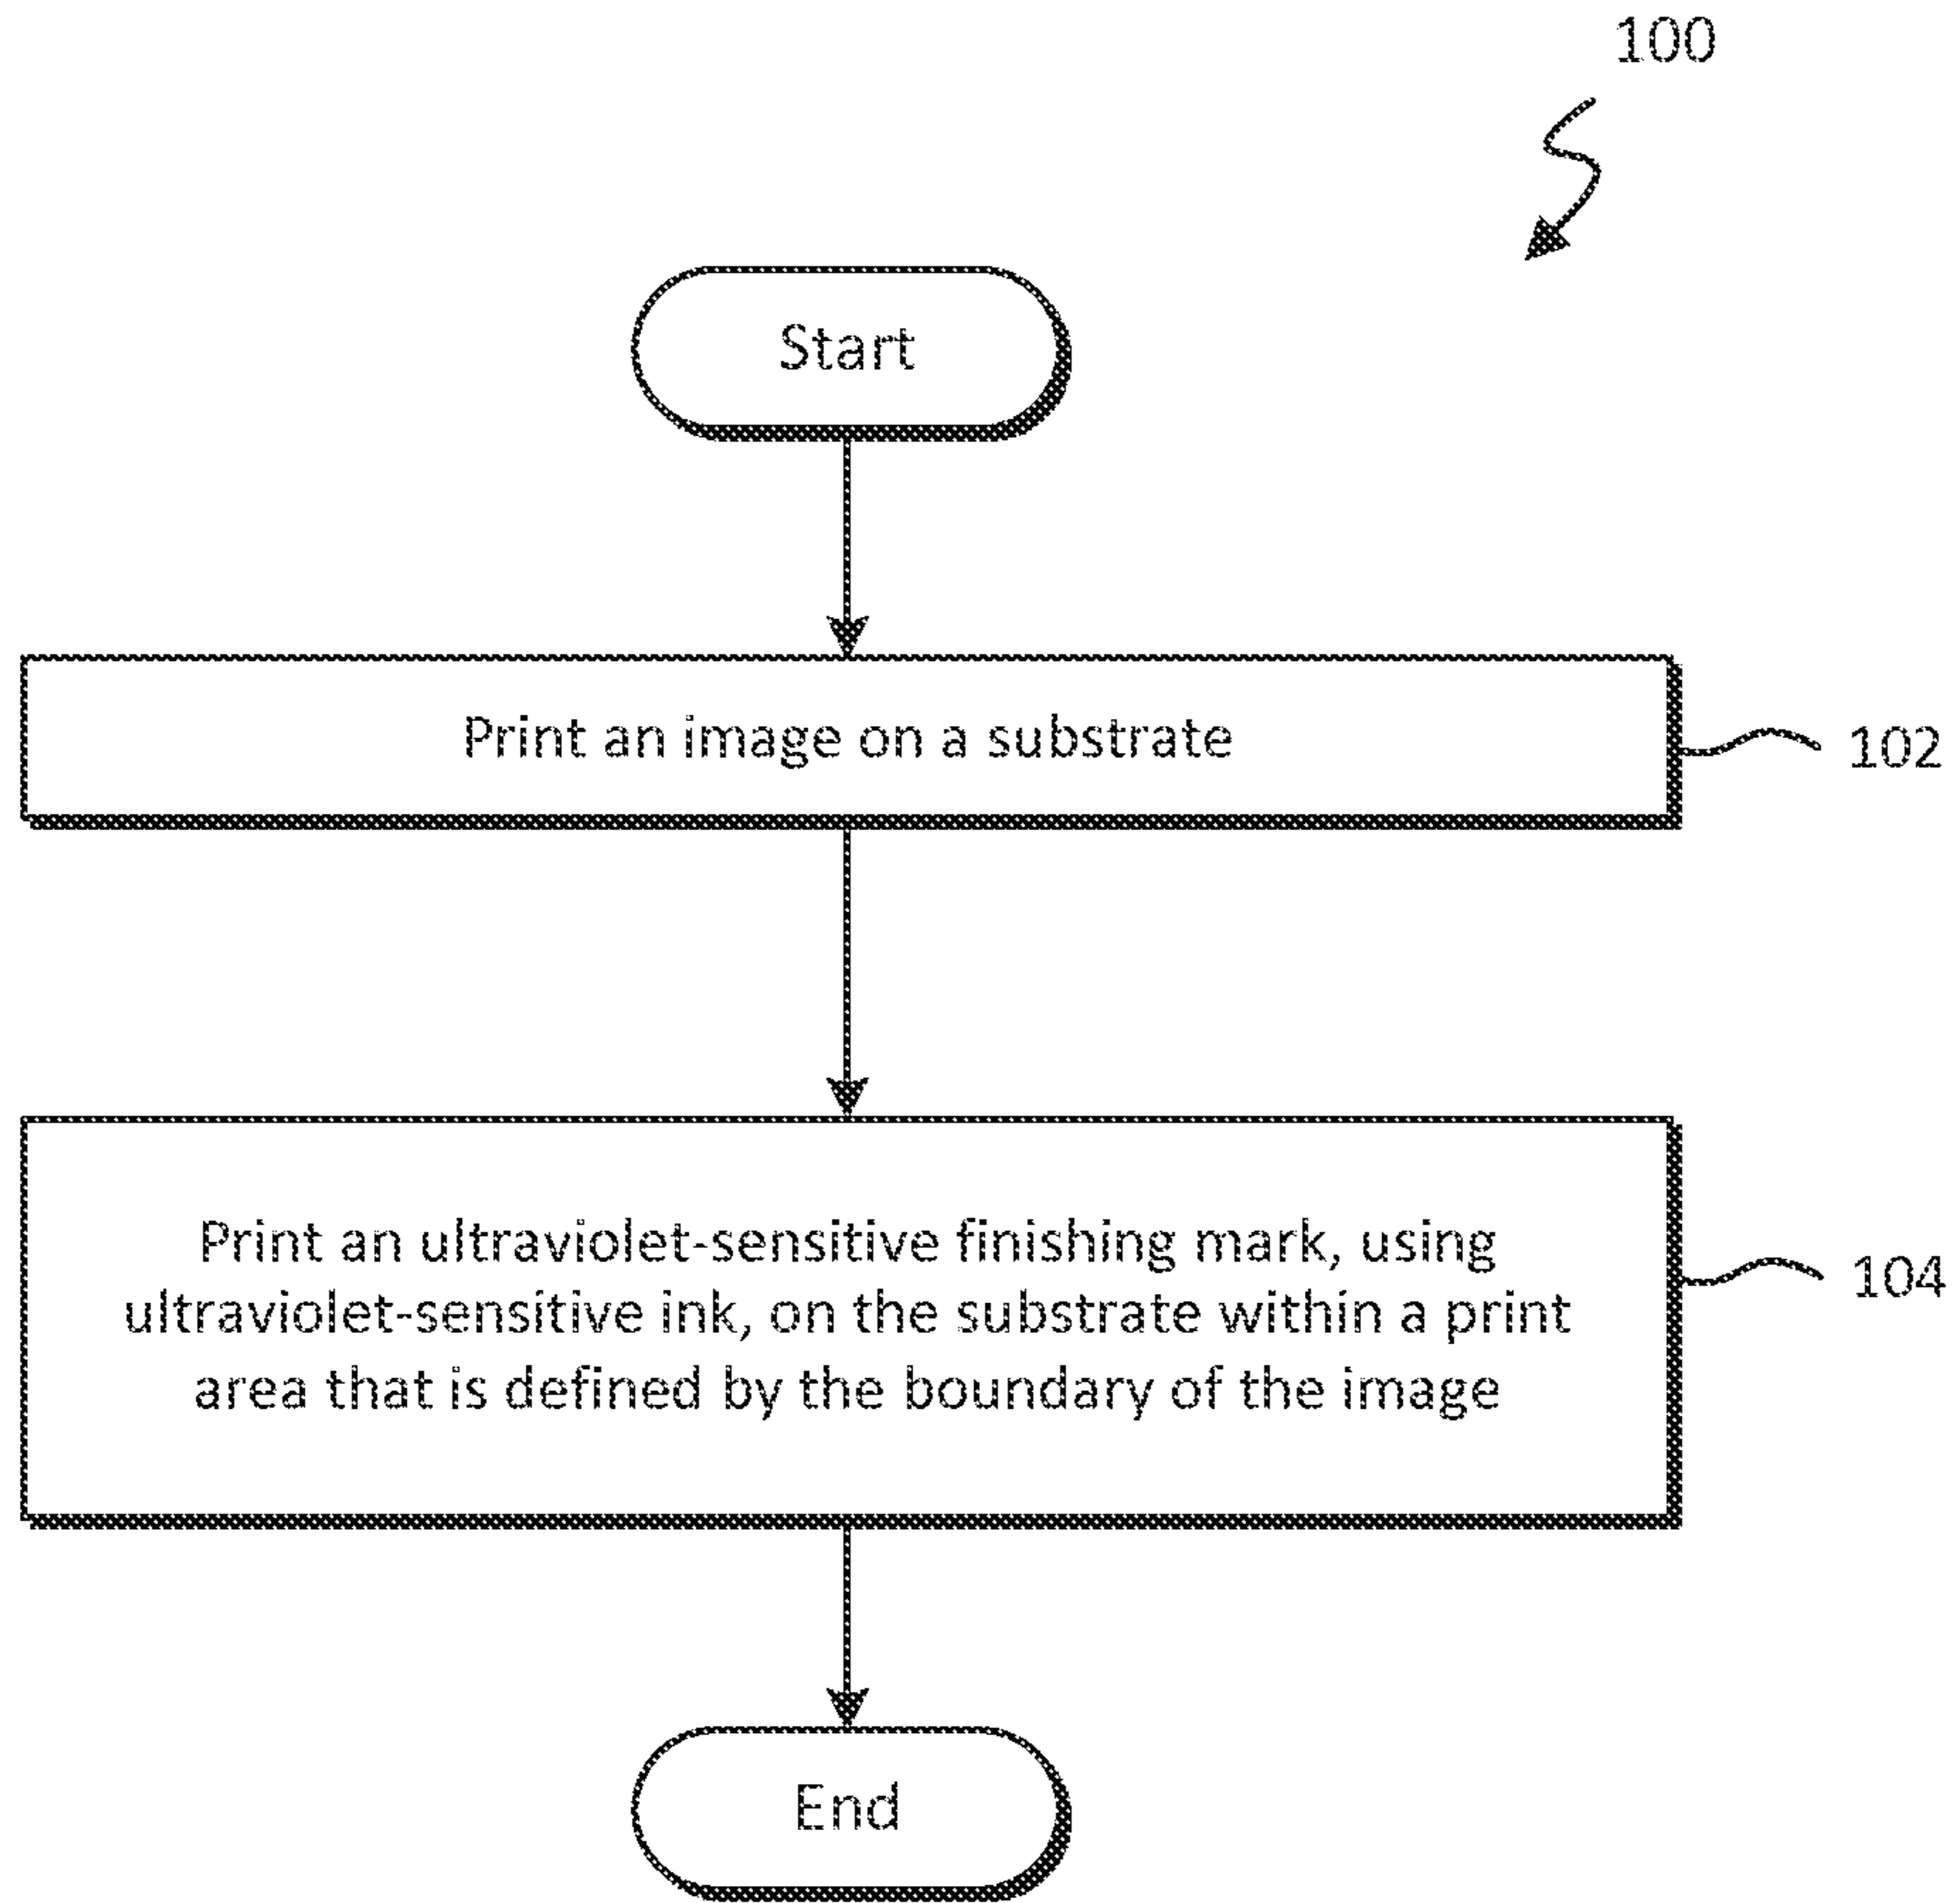 100
Start
Print an image on a substrate
102
Print an ultraviolet-sensitive finishing mark, using
ultraviolet-sensitive ink, on the substrate within a print
area that is defined by the boundary of the image
104
End